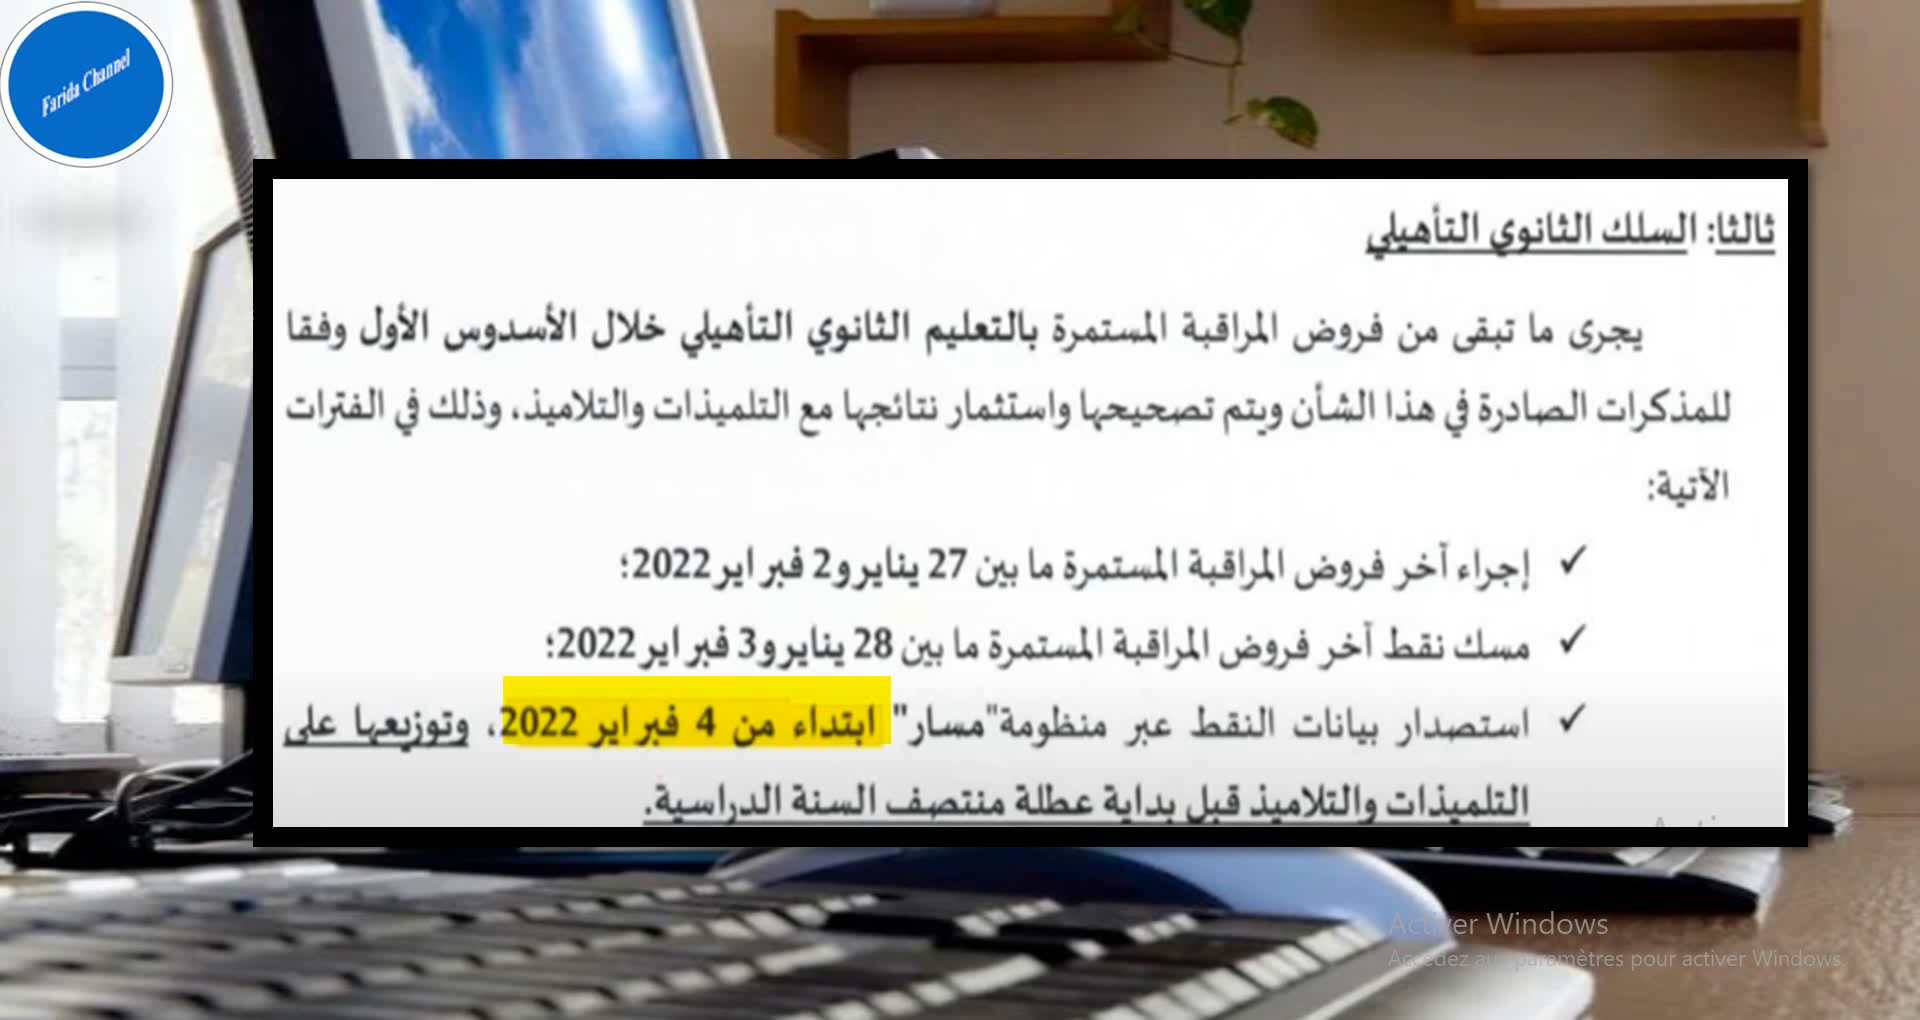 Farida Channel
ثالثا: السلك الثانوي التأهيلي
يجرى ما تبقى من فروض المراقبة المستمرة بالتعليم الثانوي التأهيلي خلال الأسدوس الأول وفقا
للمذكرات الصادرة في هذا الشأن ويتم تصحيحها واستثمار نتائجها مع التلميذات والتلاميذ، وذلك في الفترات
الآتية:
✓ إجراء آخر فروض المراقبة المستمرة ما بين 27 يناير و2 فبراير 2022؛
✓ مسك نقط آخر فروض المراقبة المستمرة ما بين 28 يناير و3 فبراير 2022؛
✓ استصدار بيانات النقط عبر منظومة "مسار" ابتداء من 4 فبراير 2022، وتوزيعها على
التلميذات والتلاميذ قبل بداية عطلة منتصف السنة الدراسية.
Activer Windows
Accédez aux paramètres pour activer Windows.